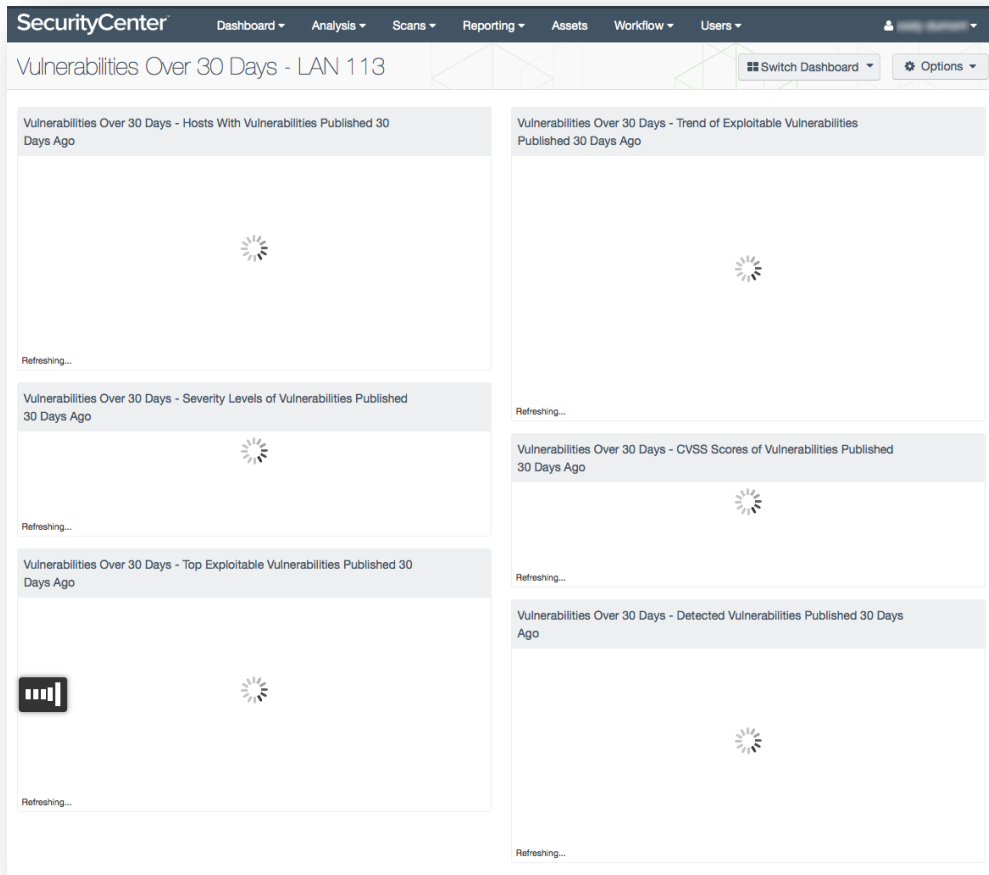 SecurityCenter
Dashboard
Analysis
Scans
Reporting
Assets
Workflow
Users
Vulnerabilities Over 30 Days - LAN 113
Switch Dashboard
Options
Vulnerabilities Over 30 Days - Hosts With Vulnerabilities Published 30
Days Ago
Refreshing...
Vulnerabilities Over 30 Days - Severity Levels of Vulnerabilities Published
30 Days Ago
Refreshing...
Vulnerabilities Over 30 Days - Top Exploitable Vulnerabilities Published 30
Days Ago
Refreshing...
Vulnerabilities Over 30 Days - Trend of Exploitable Vulnerabilities
Published 30 Days Ago
Refreshing...
Vulnerabilities Over 30 Days - CVSS Scores of Vulnerabilities Published
30 Days Ago
Refreshing...
Vulnerabilities Over 30 Days - Detected Vulnerabilities Published 30 Days
Ago
Refreshing...